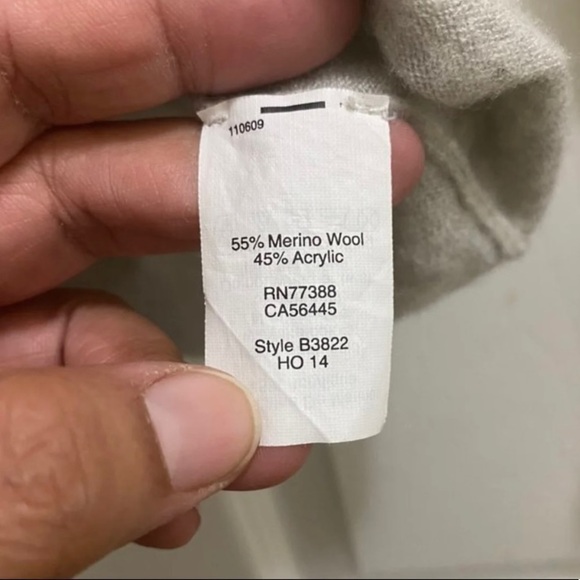 110609
55% Merino Wool
45% Acrylic
RN77388
CA56445
Style B3822
HO 14